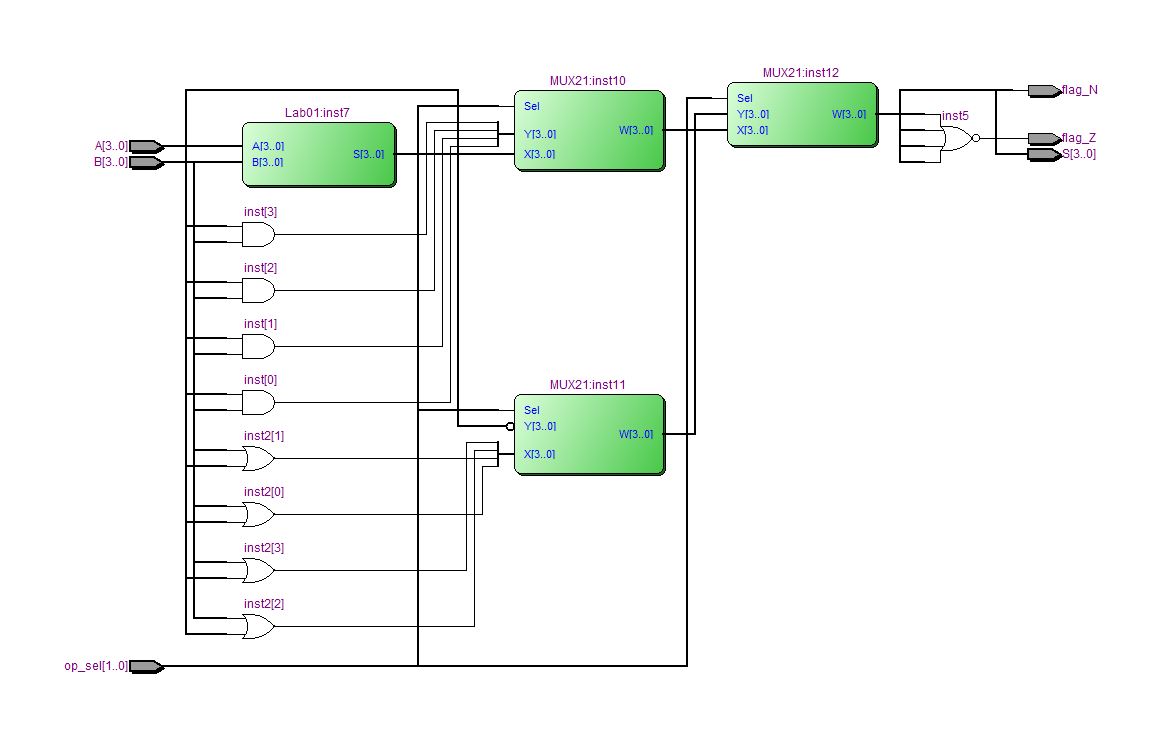 MUX21:inst12
MUX21:inst10
Sel
Y[3..0]
X[3..0]
W[3..0]
flag_N
Sel
Y[3..0]
X[3..0]
W[3..0]
Lab01:inst7
inst5
flag_Z
S[3..0]
A[3..0]
B[3..0]
A[3..0]
B[3..0]
S[3..0]
inst[3]
inst[2]
inst[1]
inst[0]
MUX21:inst11
Sel
Y[3..0]
X[3..0]
W[3..0]
inst2[1]
inst2[0]
inst2[3]
inst2[2]
op_sel[1..0]